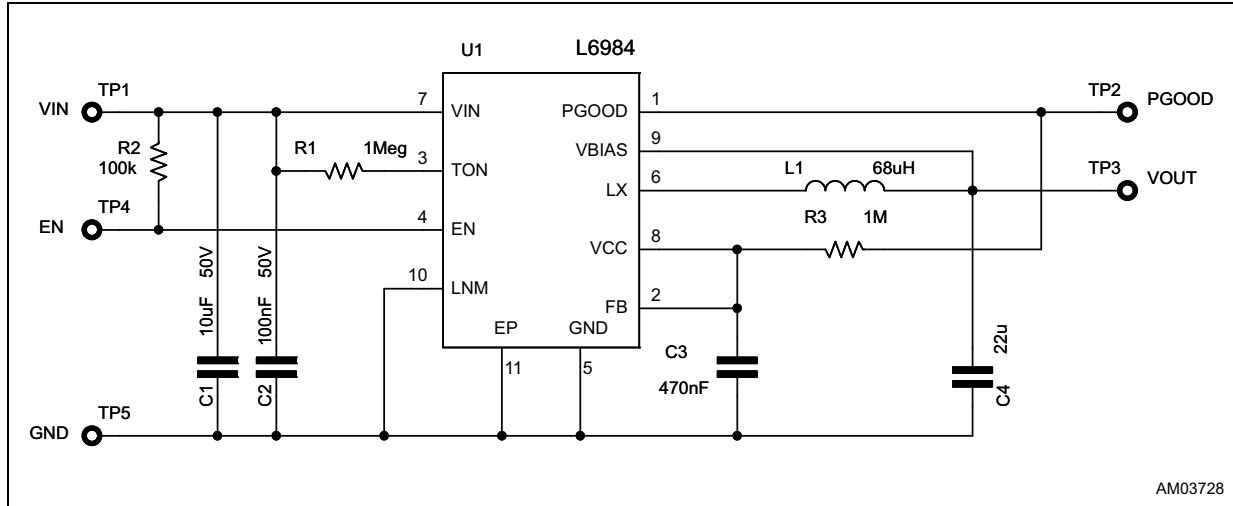 U1 L6984
VIN TP1 7 VIN PGOOD 1 TP2 PGOOD
R2 100k
R1 1Meg 3 TON
VBIAS 9
LX 6 L1 68uH TP3 VOUT
EN TP4 4 EN
R3 1M
VCC 8
10 LNM
FB 2
EP GND
11 5
10uF 50V
C1
100nF 50V
C2
C3
470nF
22u
C4
GND TP5
AM03728